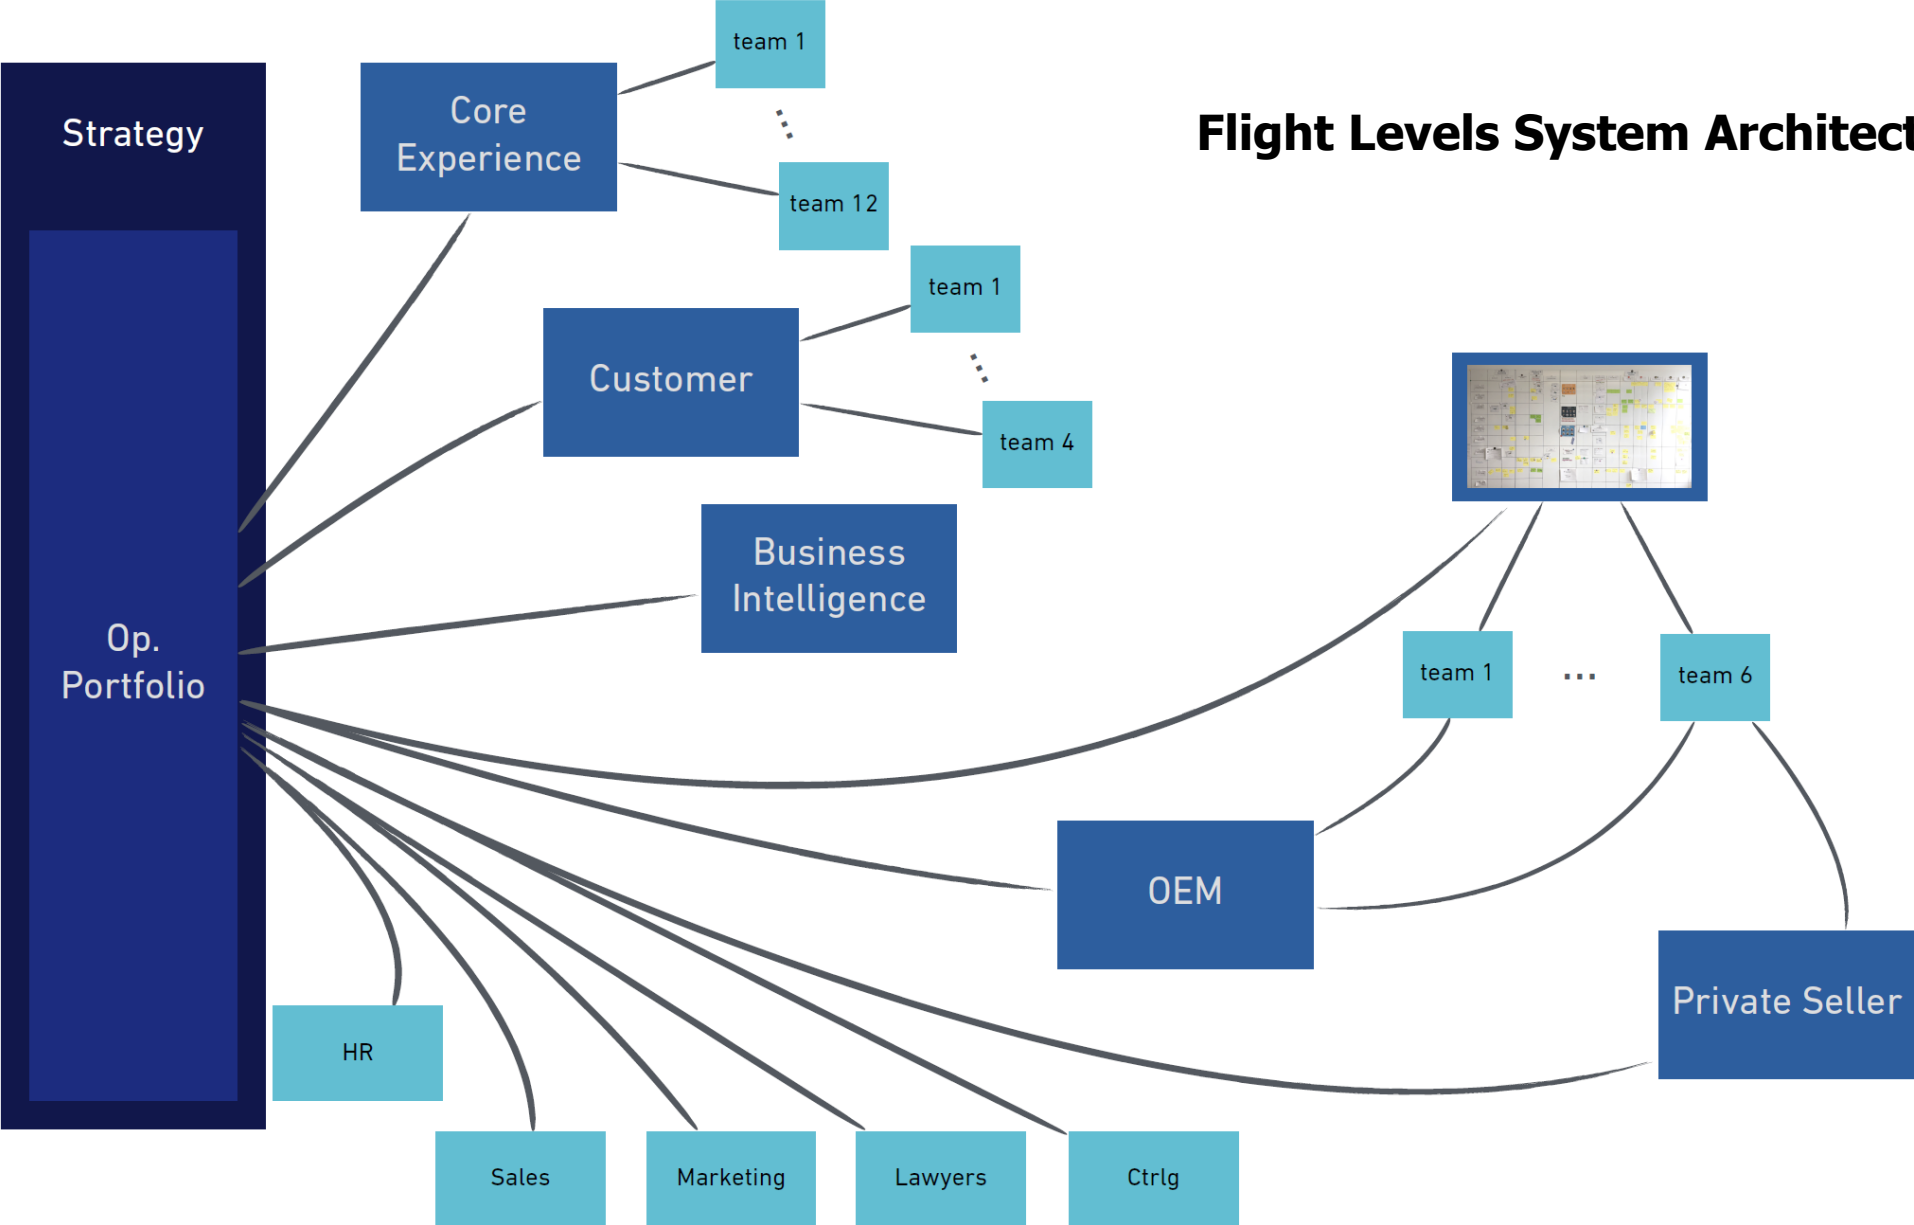 Flight Levels System Architect
Strategy
Op.
Portfolio
Core
Experience
team 1
team 12
Customer
team 1
team 4
Business
Intelligence
team 1
...
team 6
OEM
Private Seller
HR
Sales
Marketing
Lawyers
Ctrlg